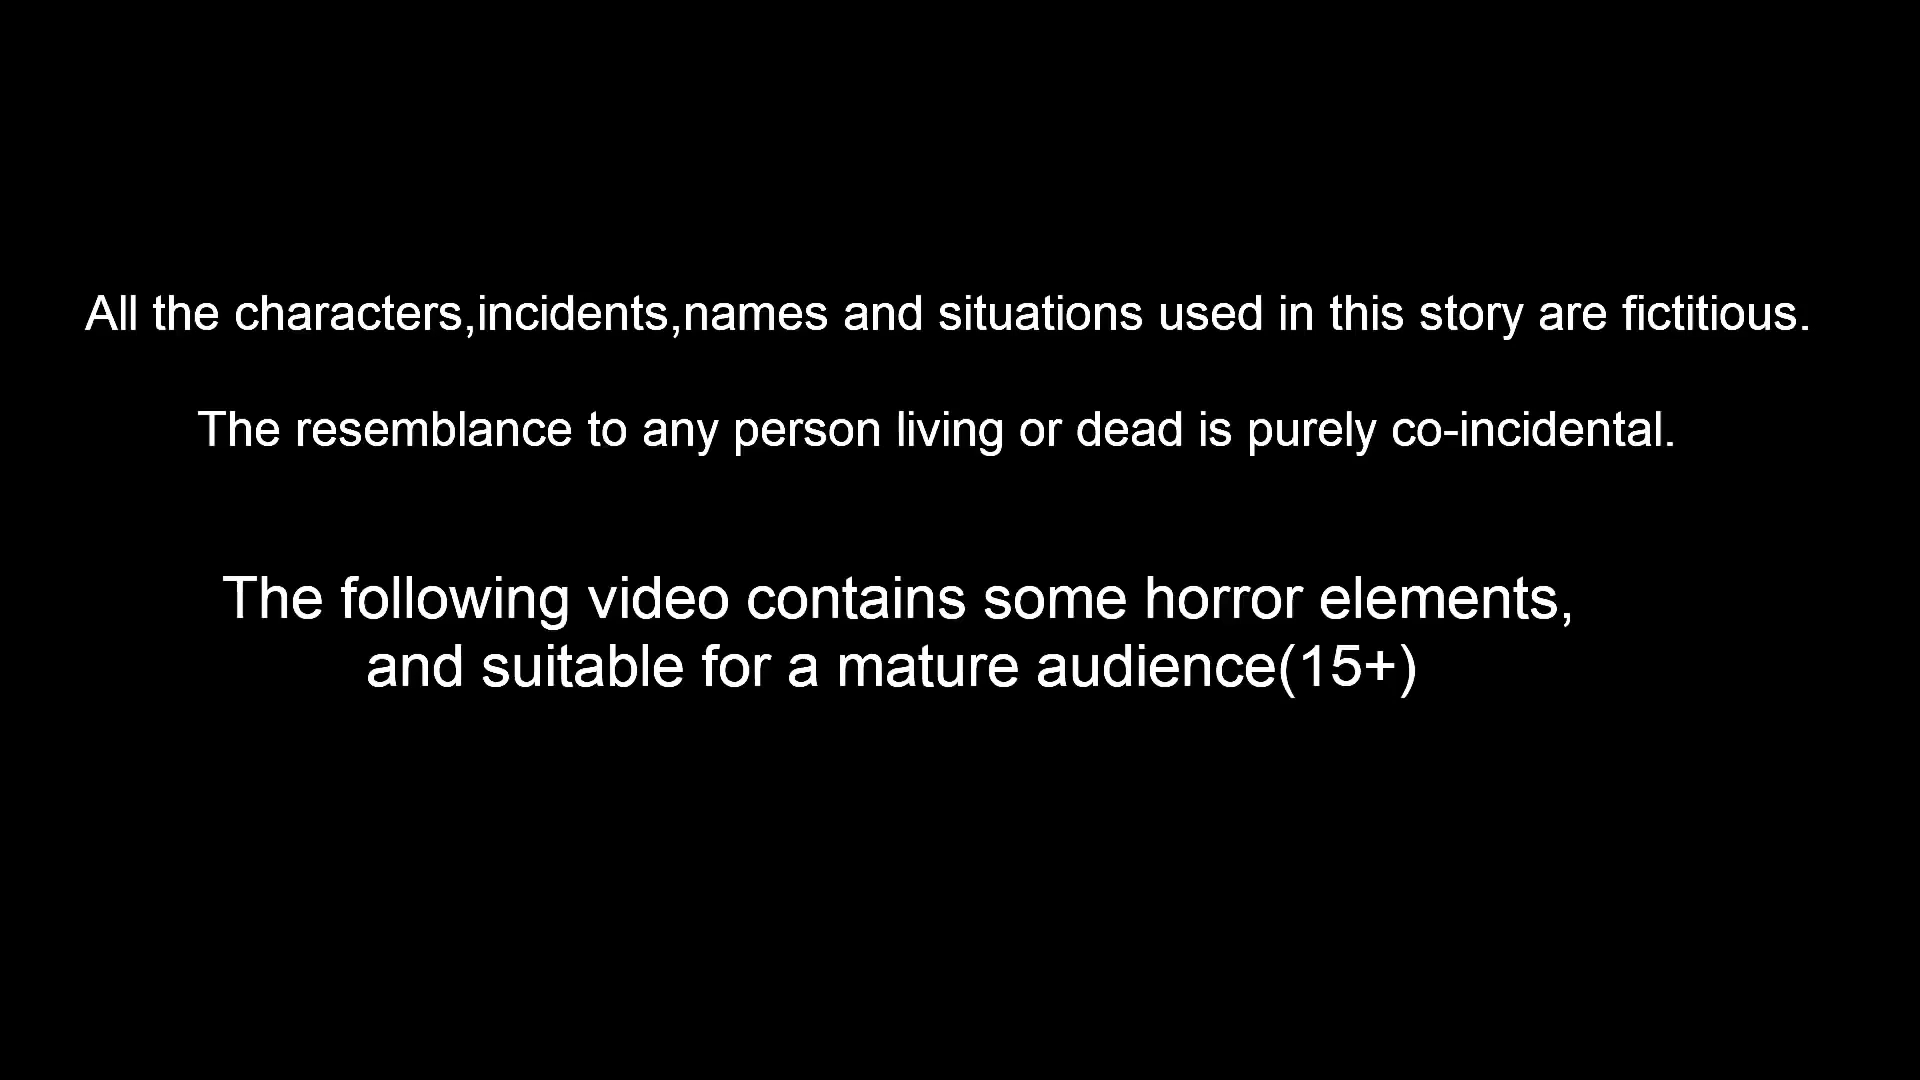 All the characters,incidents,names and situations used in this story are fictitious.
The resemblance to any person living or dead is purely co-incidental.
The following video contains some horror elements,
and suitable for a mature audience(15+)